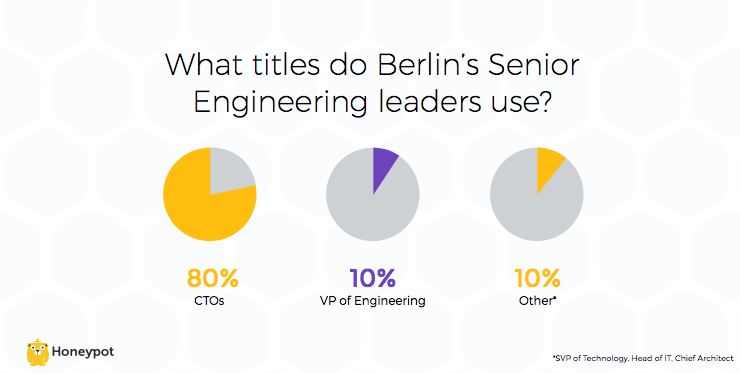 What titles do Berlin's Senior
Engineering leaders use?
80%
CTOs
10%
VP of Engineering
10%
Other*
Honeypot
*SVP of Technology, Head of IT, Chief Architect